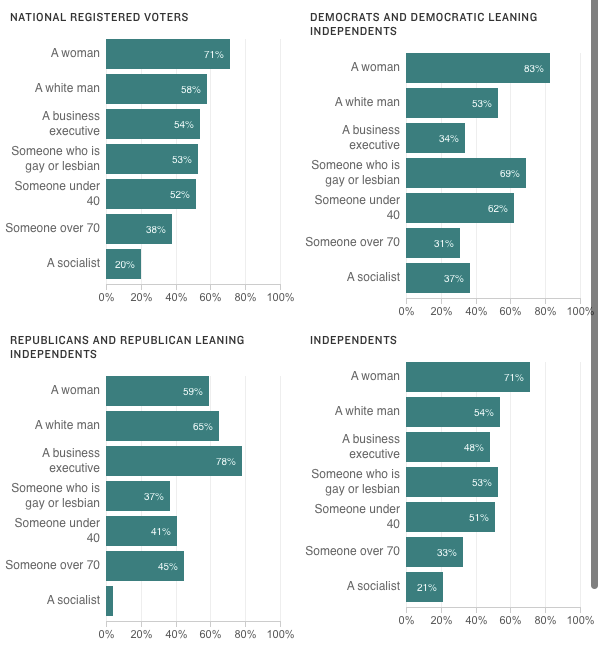 NATIONAL REGISTERED VOTERS
A woman
71%
A white man
58%
A business
executive
54%
Someone who is
gay or lesbian
53%
Someone under
40
52%
Someone over 70
38%
A socialist
20%
0% 20% 40% 60% 80% 100%
DEMOCRATS AND DEMOCRATIC LEANING
INDEPENDENTS
A woman
83%
A white man
53%
A business
executive
34%
Someone who is
gay or lesbian
69%
Someone under
40
62%
Someone over 70
31%
A socialist
37%
0% 20% 40% 60% 80% 100%
REPUBLICANS AND REPUBLICAN LEANING
INDEPENDENTS
A woman
59%
A white man
65%
A business
executive
78%
Someone who is
gay or lesbian
37%
Someone under
40
41%
Someone over 70
45%
A socialist
0% 20% 40% 60% 80% 100%
INDEPENDENTS
A woman
71%
A white man
54%
A business
executive
48%
Someone who is
gay or lesbian
53%
Someone under
40
51%
Someone over 70
33%
A socialist
21%
0% 20% 40% 60% 80% 100%